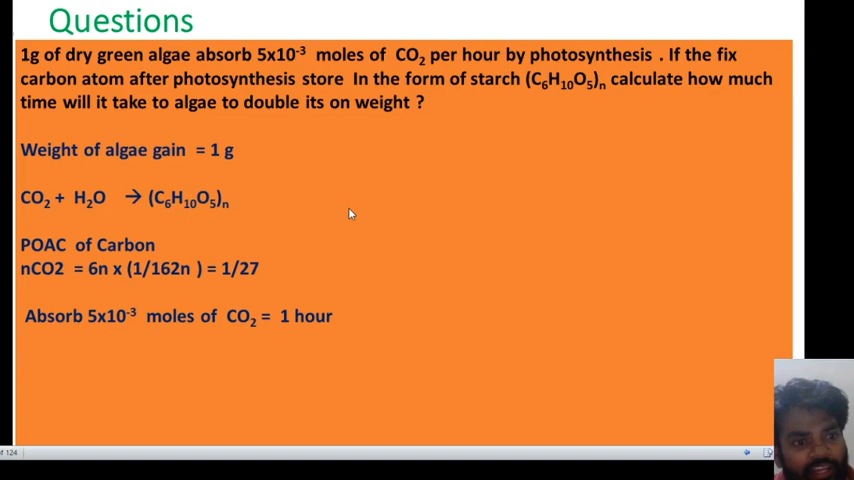 Questions
1g of dry green algae absorb 5x10⁻³ moles of CO₂ per hour by photosynthesis . If the fix
carbon atom after photosynthesis store In the form of starch (C₆H₁₀O₅)ₙ calculate how much
time will it take to algae to double its on weight ?
Weight of algae gain = 1 g
CO₂ + H₂O → (C₆H₁₀O₅)ₙ
POAC of Carbon
nCO2 = 6n x (1/162n ) = 1/27
Absorb 5x10⁻³ moles of CO₂ = 1 hour
of 124